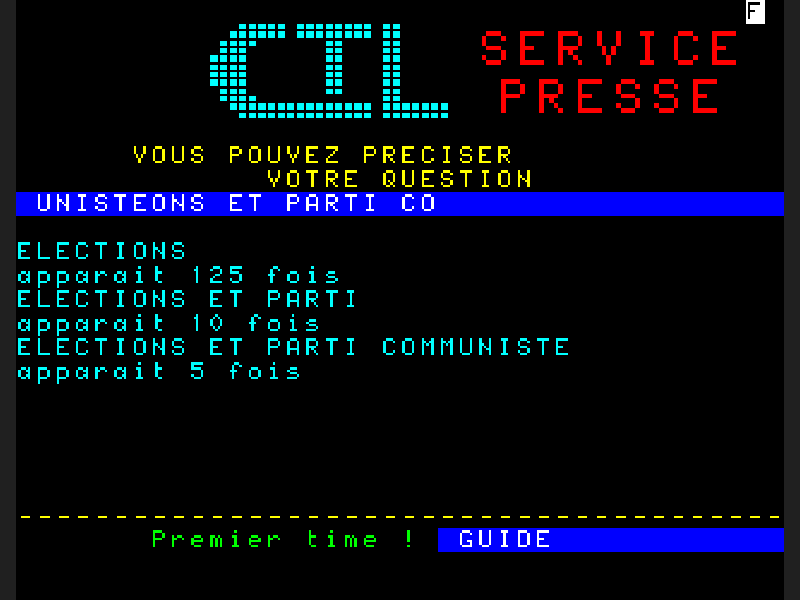 F
CIL SERVICE
PRESSE
VOUS POUVEZ PRECISER
VOTRE QUESTION
UNISTEONS ET PARTI CO
ELECTIONS
apparait 125 fois
ELECTIONS ET PARTI
apparait 10 fois
ELECTIONS ET PARTI COMMUNISTE
apparait 5 fois
Premier time ! GUIDE